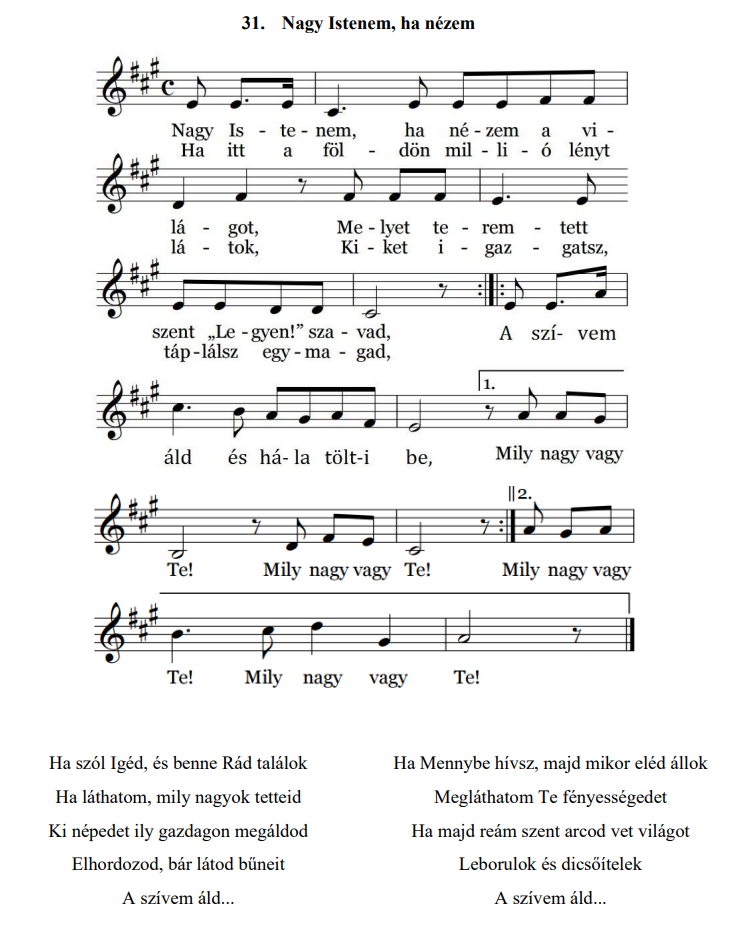 31. Nagy Istenem, ha nézem
Nagy Is - te - nem, ha né - zem a vi -
Ha itt a föl - dön mil - li - ó lényt
lá - got, Me - lyet te - rem - tett
lá - tok, Ki - ket i - gaz - gatsz,
szent „Le - gyen!” sza - vad, A szí- vem
táp - lálsz egy - ma - gad,
1.
áld és há- la tölt-i be, Mily nagy vagy
2.
Te! Mily nagy vagy Te! Mily nagy vagy
Te! Mily nagy vagy Te!
Ha szól Igéd, és benne Rád találok
Ha láthatom, mily nagyok tetteid
Ki népedet ily gazdagon megáldod
Elhordozod, bár látod bűneit
A szívem áld...
Ha Mennybe hívsz, majd mikor eléd állok
Megláthatom Te fényességedet
Ha majd reám szent arcod vet világot
Leborulok és dicsőítelek
A szívem áld...